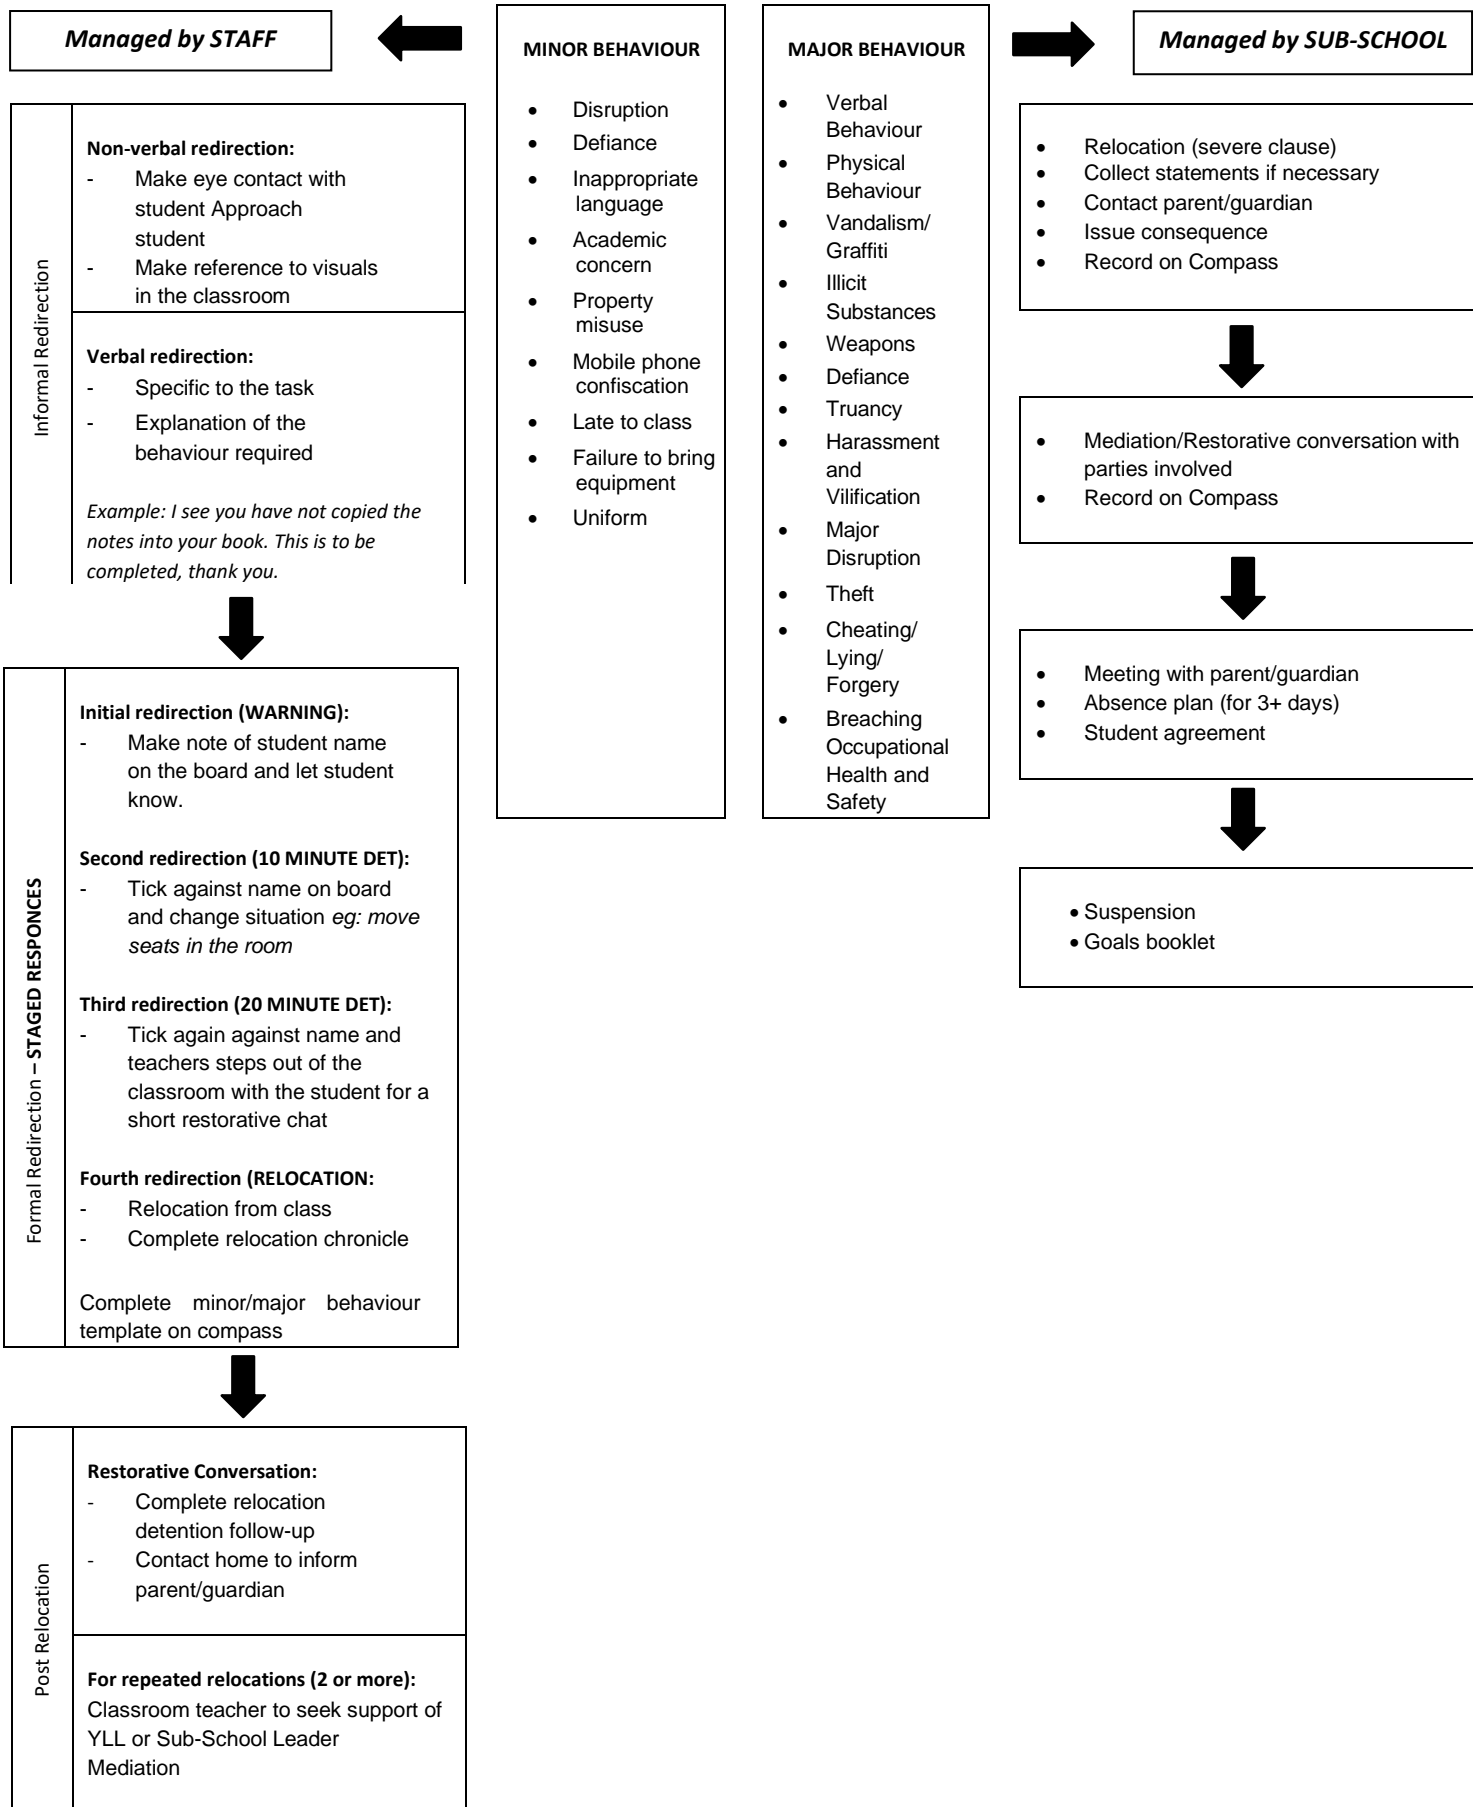 Managed by STAFF
Informal Redirection
Non-verbal redirection:
- Make eye contact with
student Approach
student
- Make reference to visuals
in the classroom
Verbal redirection:
- Specific to the task
- Explanation of the
behaviour required
Example: I see you have not copied the
notes into your book. This is to be
completed, thank you.
Formal Redirection – STAGED RESPONCES
Initial redirection (WARNING):
- Make note of student name
on the board and let student
know.
Second redirection (10 MINUTE DET):
- Tick against name on board
and change situation eg: move
seats in the room
Third redirection (20 MINUTE DET):
- Tick again against name and
teachers steps out of the
classroom with the student for a
short restorative chat
Fourth redirection (RELOCATION:
- Relocation from class
- Complete relocation chronicle
Complete minor/major behaviour
template on compass
Post Relocation
Restorative Conversation:
- Complete relocation
detention follow-up
- Contact home to inform
parent/guardian
For repeated relocations (2 or more):
Classroom teacher to seek support of
YLL or Sub-School Leader
Mediation
MINOR BEHAVIOUR
• Disruption
• Defiance
• Inappropriate
language
• Academic
concern
• Property
misuse
• Mobile phone
confiscation
• Late to class
• Failure to bring
equipment
• Uniform
MAJOR BEHAVIOUR
• Verbal
Behaviour
• Physical
Behaviour
• Vandalism/
Graffiti
• Illicit
Substances
• Weapons
• Defiance
• Truancy
• Harassment
and
Vilification
• Major
Disruption
• Theft
• Cheating/
Lying/
Forgery
• Breaching
Occupational
Health and
Safety
Managed by SUB-SCHOOL
• Relocation (severe clause)
• Collect statements if necessary
• Contact parent/guardian
• Issue consequence
• Record on Compass
• Mediation/Restorative conversation with
parties involved
• Record on Compass
• Meeting with parent/guardian
• Absence plan (for 3+ days)
• Student agreement
• Suspension
• Goals booklet